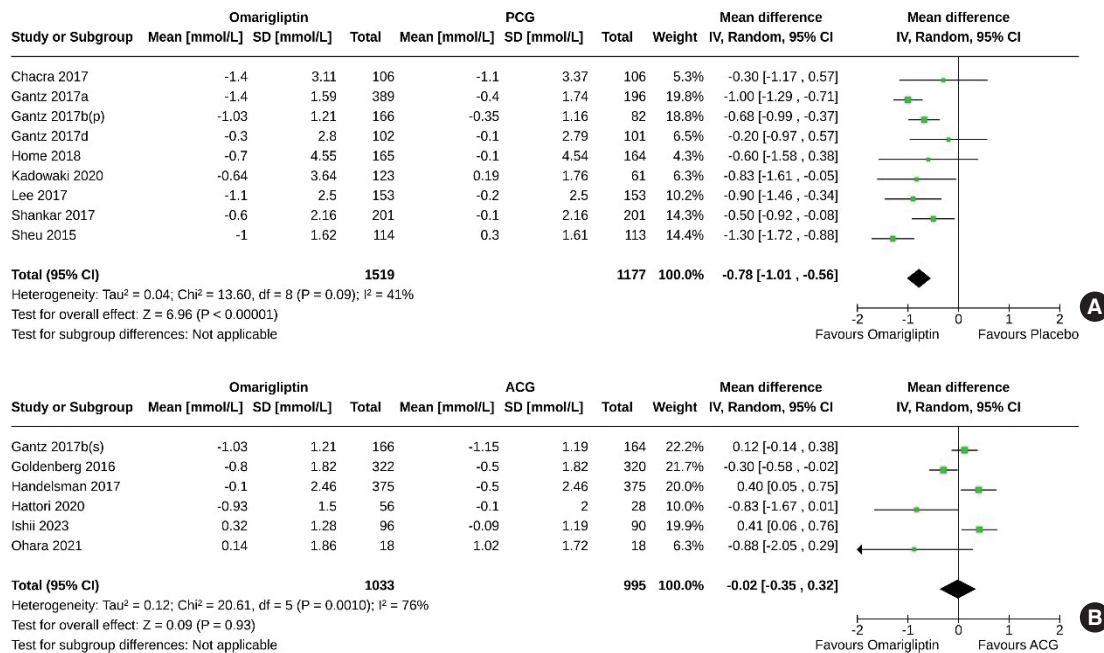 Omarigliptin PCG Mean difference Mean difference
Study or Subgroup Mean [mmol/L] SD [mmol/L] Total Mean [mmol/L] SD [mmol/L] Total Weight IV, Random, 95% CI IV, Random, 95% CI
Chacra 2017 -1.4 3.11 106 -1.1 3.37 106 5.3% -0.30 [-1.17 , 0.57]
Gantz 2017a -1.4 1.59 389 -0.4 1.74 196 19.8% -1.00 [-1.29 , -0.71]
Gantz 2017b(p) -1.03 1.21 166 -0.35 1.16 82 18.8% -0.68 [-0.99 , -0.37]
Gantz 2017d -0.3 2.8 102 -0.1 2.79 101 6.5% -0.20 [-0.97 , 0.57]
Home 2018 -0.7 4.55 165 -0.1 4.54 164 4.3% -0.60 [-1.58 , 0.38]
Kadowaki 2020 -0.64 3.64 123 0.19 1.76 61 6.3% -0.83 [-1.61 , -0.05]
Lee 2017 -1.1 2.5 153 -0.2 2.5 153 10.2% -0.90 [-1.46 , -0.34]
Shankar 2017 -0.6 2.16 201 -0.1 2.16 201 14.3% -0.50 [-0.92 , -0.08]
Sheu 2015 -1 1.62 114 0.3 1.61 113 14.4% -1.30 [-1.72 , -0.88]
Total (95% CI) 1519 1177 100.0% -0.78 [-1.01 , -0.56]
Heterogeneity: Tau² = 0.04; Chi² = 13.60, df = 8 (P = 0.09); I² = 41%
Test for overall effect: Z = 6.96 (P < 0.00001)
Test for subgroup differences: Not applicable
-2 -1 0 1 2
Favours Omarigliptin Favours Placebo
A
Omarigliptin ACG Mean difference Mean difference
Study or Subgroup Mean [mmol/L] SD [mmol/L] Total Mean [mmol/L] SD [mmol/L] Total Weight IV, Random, 95% CI IV, Random, 95% CI
Gantz 2017b(s) -1.03 1.21 166 -1.15 1.19 164 22.2% 0.12 [-0.14 , 0.38]
Goldenberg 2016 -0.8 1.82 322 -0.5 1.82 320 21.7% -0.30 [-0.58 , -0.02]
Handelsman 2017 -0.1 2.46 375 -0.5 2.46 375 20.0% 0.40 [0.05 , 0.75]
Hattori 2020 -0.93 1.5 56 -0.1 2 28 10.0% -0.83 [-1.67 , 0.01]
Ishii 2023 0.32 1.28 96 -0.09 1.19 90 19.9% 0.41 [0.06 , 0.76]
Ohara 2021 0.14 1.86 18 1.02 1.72 18 6.3% -0.88 [-2.05 , 0.29]
Total (95% CI) 1033 995 100.0% -0.02 [-0.35 , 0.32]
Heterogeneity: Tau² = 0.12; Chi² = 20.61, df = 5 (P = 0.0010); I² = 76%
Test for overall effect: Z = 0.09 (P = 0.93)
Test for subgroup differences: Not applicable
-2 -1 0 1 2
Favours Omarigliptin Favours ACG
B